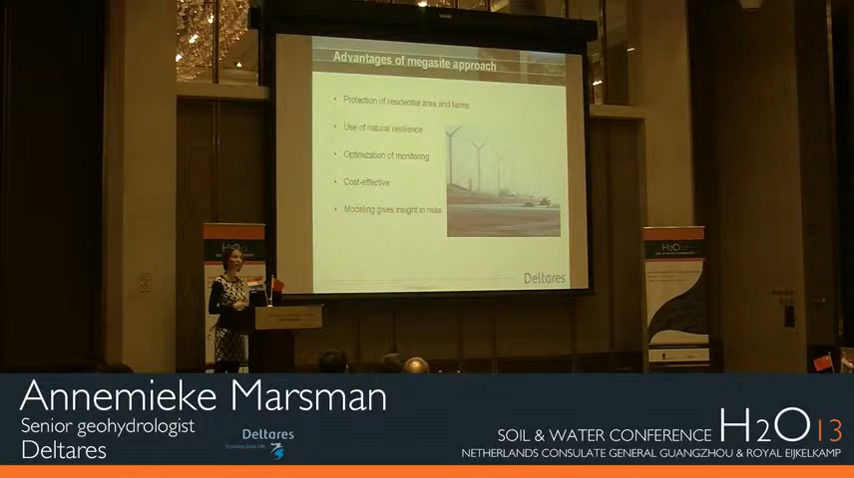 Advantages of megasite approach
• Protection of residential area and farms
• Use of natural resilience
• Optimization of monitoring
• Cost-effective
• Modeling gives insight in risks
Deltares
H2O13
H2O13
Annemieke Marsman
Senior geohydrologist
Deltares
Deltares
SOIL & WATER CONFERENCE H2O13
NETHERLANDS CONSULATE GENERAL GUANGZHOU & ROYAL EIJKELKAMP